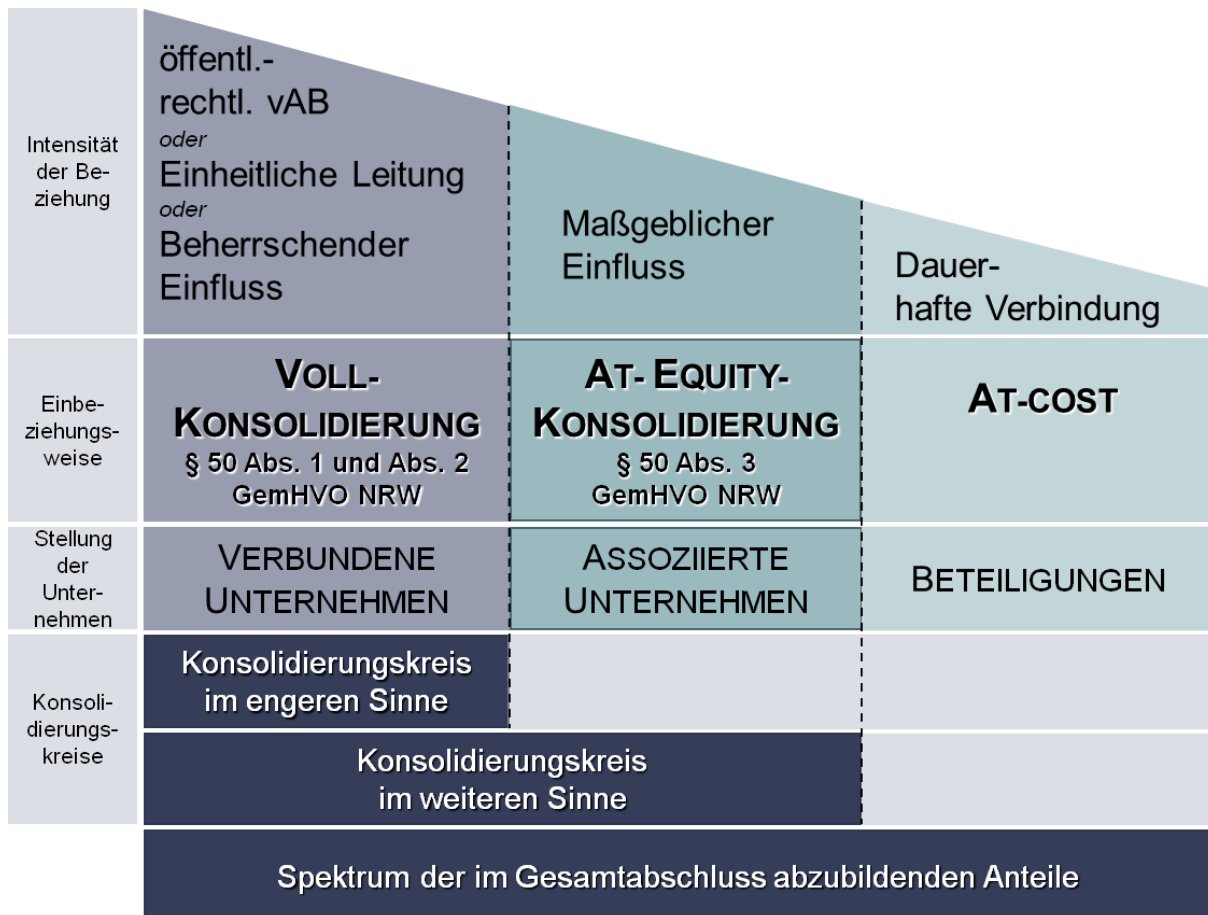 Intensität
der Be-
ziehung
öffentl.-
rechtl. vAB
oder
Einheitliche Leitung
oder
Beherrschender
Einfluss
Maßgeblicher
Einfluss
Dauer-
hafte Verbindung
Einbe-
ziehungs-
weise
VOLL-
KONSOLIDIERUNG
§ 50 Abs. 1 und Abs. 2
GemHVO NRW
AT- EQUITY-
KONSOLIDIERUNG
§ 50 Abs. 3
GemHVO NRW
AT-COST
Stellung
der
Unter-
nehmen
VERBUNDENE
UNTERNEHMEN
ASSOZIIERTE
UNTERNEHMEN
BETEILIGUNGEN
Konsoli-
dierungs-
kreise
Konsolidierungskreis
im engeren Sinne
Konsolidierungskreis
im weiteren Sinne
Spektrum der im Gesamtabschluss abzubildenden Anteile